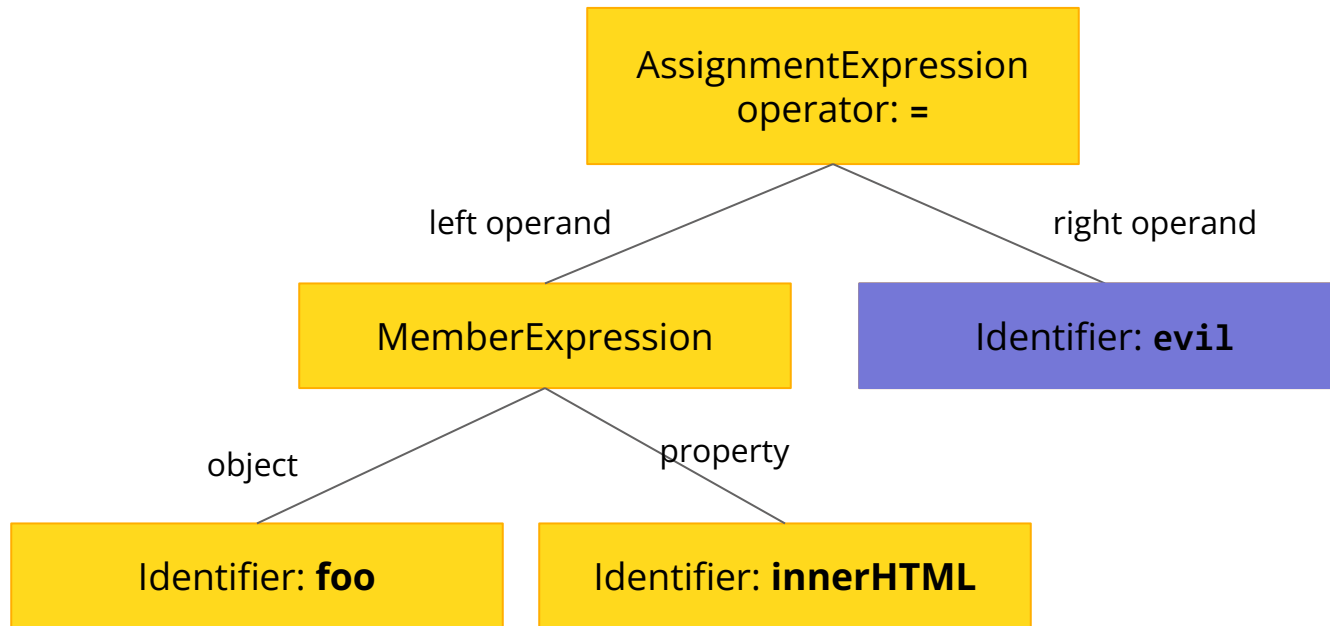 AssignmentExpression
operator: =
left operand
right operand
MemberExpression
Identifier: evil
object
property
Identifier: foo
Identifier: innerHTML